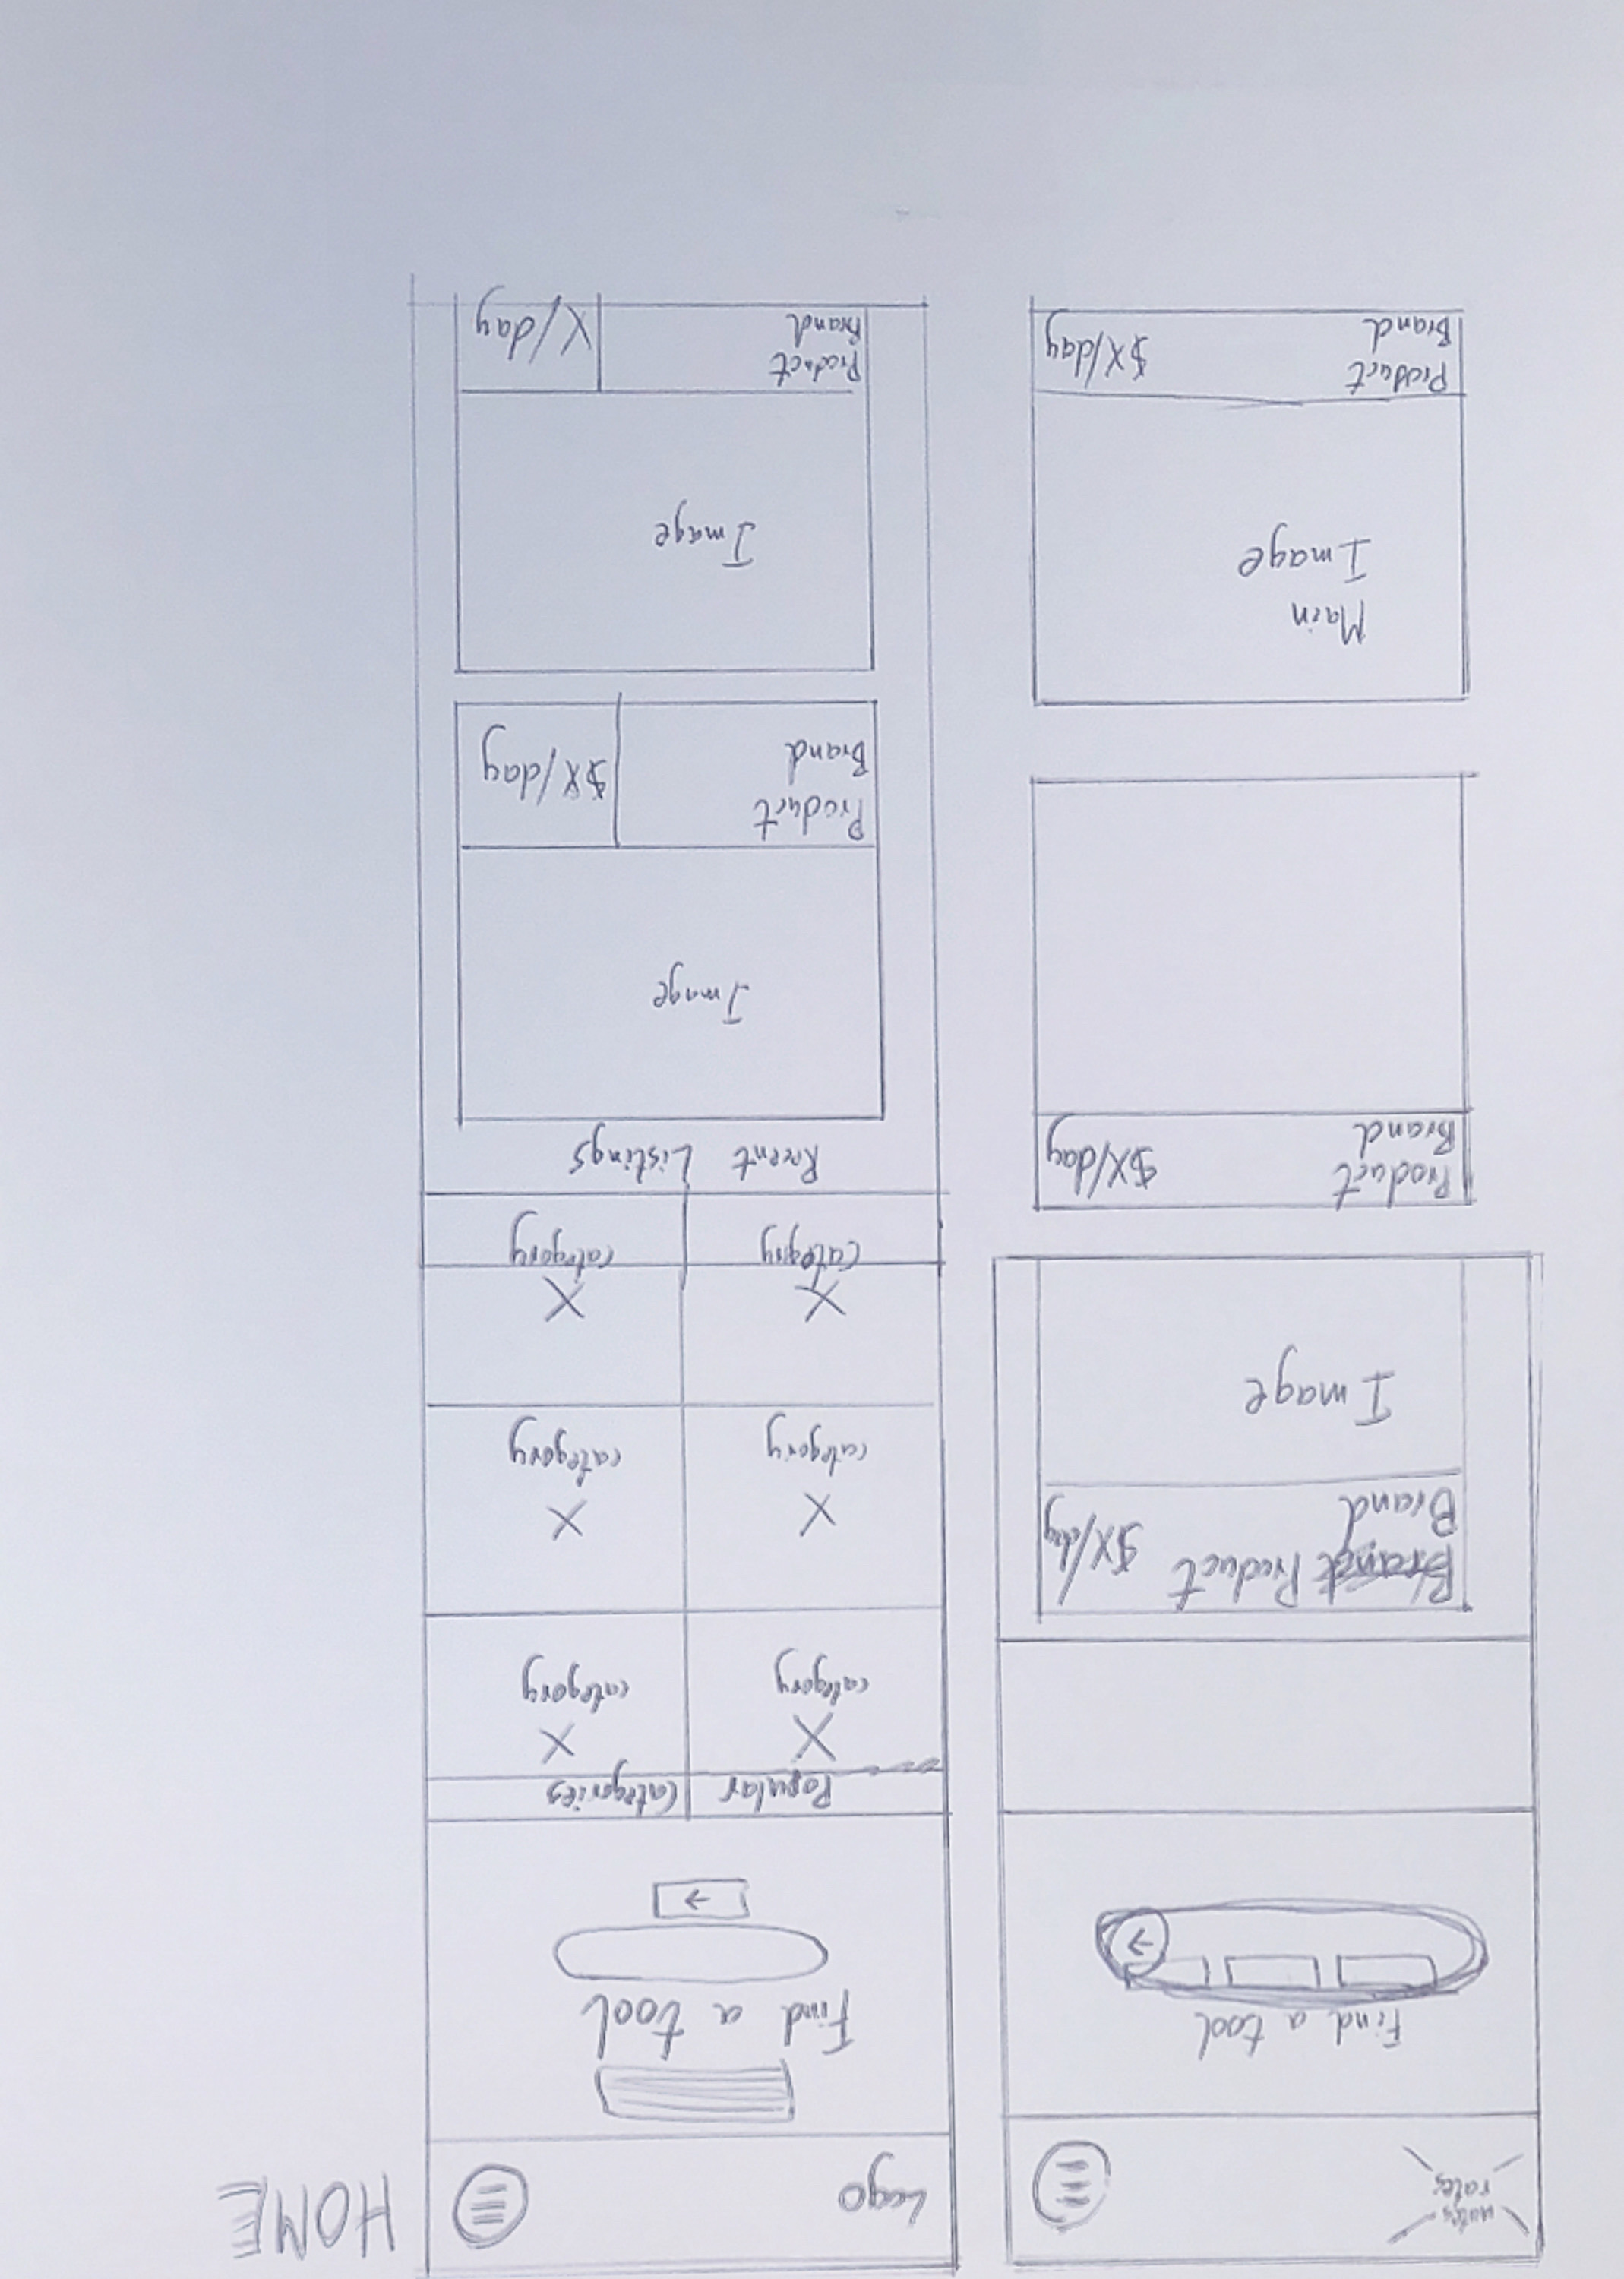 mates
rates
Find a tool
→
Brand Product
Brand
$X/day
Image
Product
Brand
$X/day
Main
Image
Product
Brand
$X/day
HOME
Logo
Find a tool
→
Popular Categories
X
category
X
category
X
category
X
category
X
category
X
category
Recent Listings
Image
Product
Brand
$X/day
Image
Product
Brand
X/day